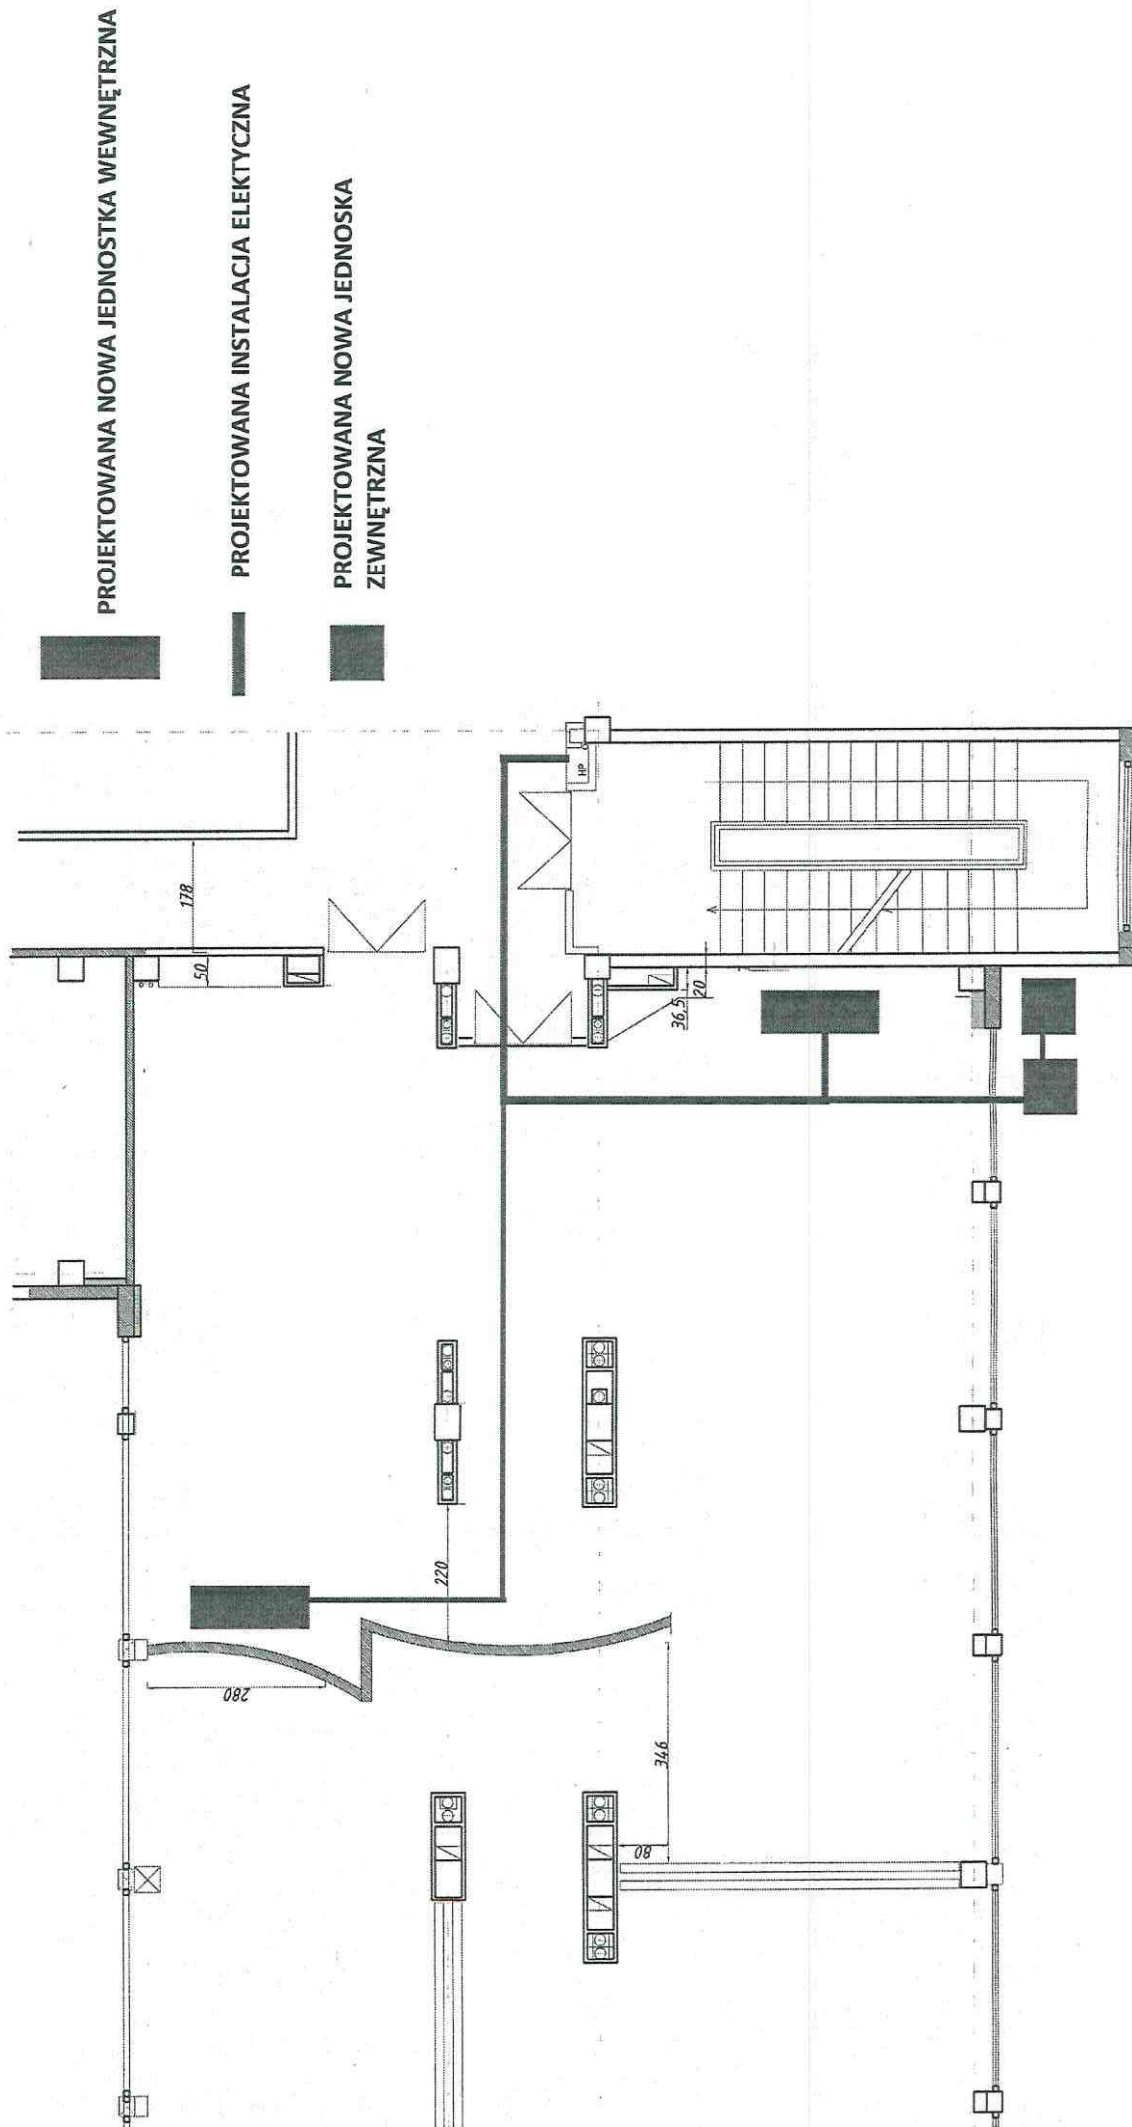 PROJEKTOWANA NOWA JEDNOSTKA WEWNĘTRZNA
PROJEKTOWANA INSTALACJA ELEKTYCZNA
PROJEKTOWANA NOWA JEDNOSKA
ZEWNĘTRZNA
178
50
HP
36,5
20
220
280
346
80